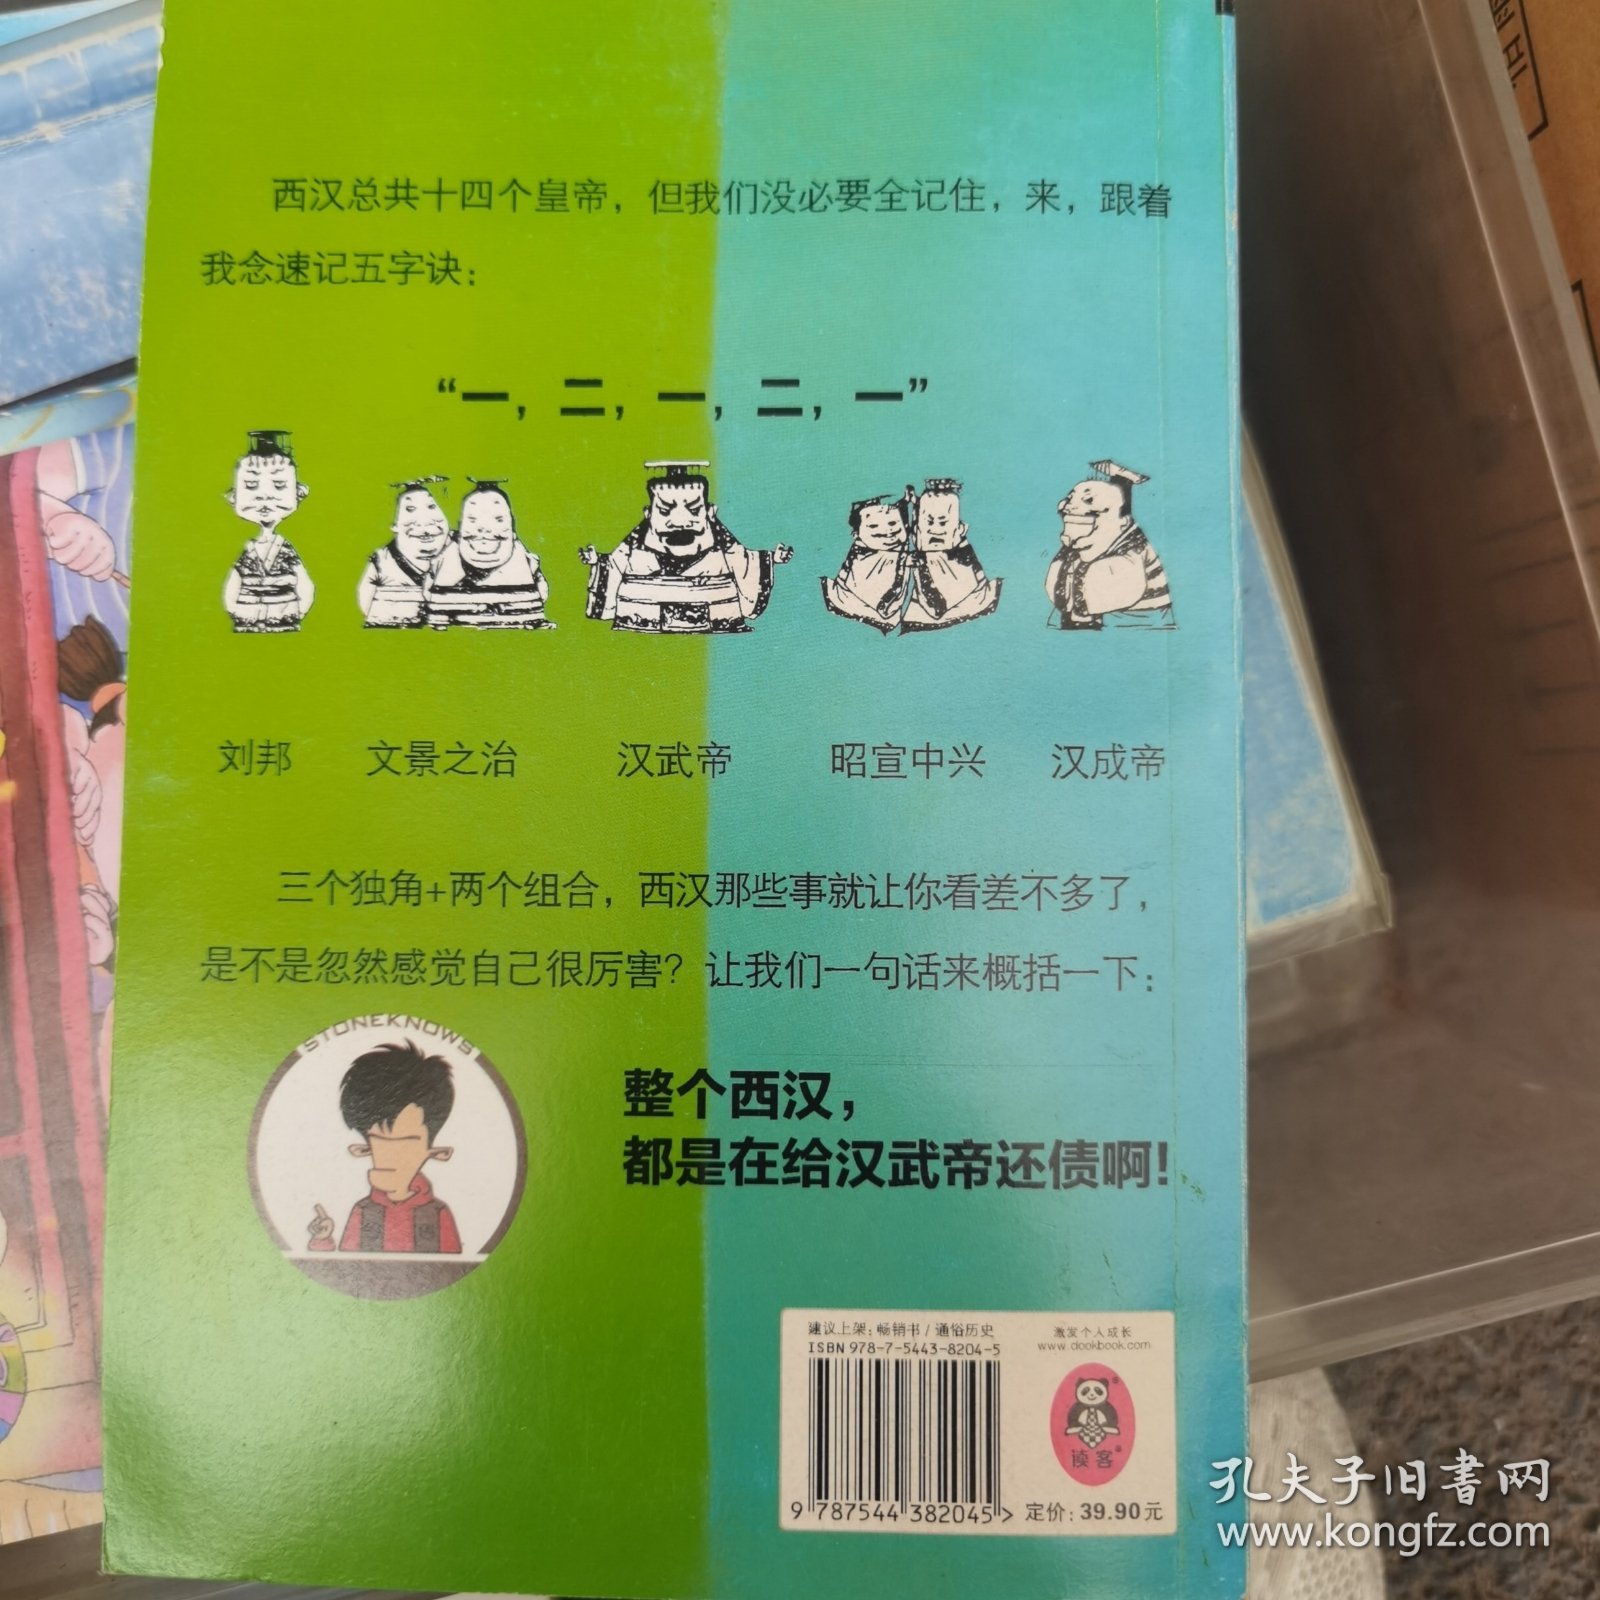 西汉总共十四个皇帝，但我们没必要全记住，来，跟着
我念速记五字诀：
“一，二，一，二，一”
刘邦 文景之治 汉武帝 昭宣中兴 汉成帝
三个独角+两个组合，西汉那些事就让你看差不多了，
是不是忽然感觉自己很厉害？让我们一句话来概括一下：
STONEKNOWS
整个西汉，
都是在给汉武帝还债啊！
建议上架：畅销书/通俗历史
ISBN 978-7-5443-8204-5
激发个人成长
www.dookbook.com
读客
9 787544 382045 >
定价：39.90元
孔夫子旧书网
www.kongfz.com